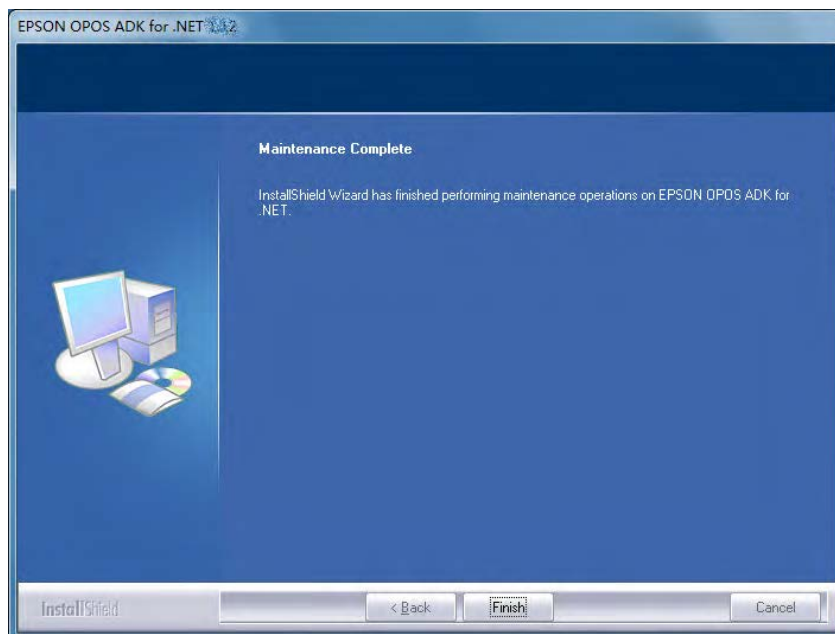 EPSON OPOS ADK for .NET
Maintenance Complete
InstallShield Wizard has finished performing maintenance operations on EPSON OPOS ADK for
.NET.
InstallShield
< Back
Finish
Cancel